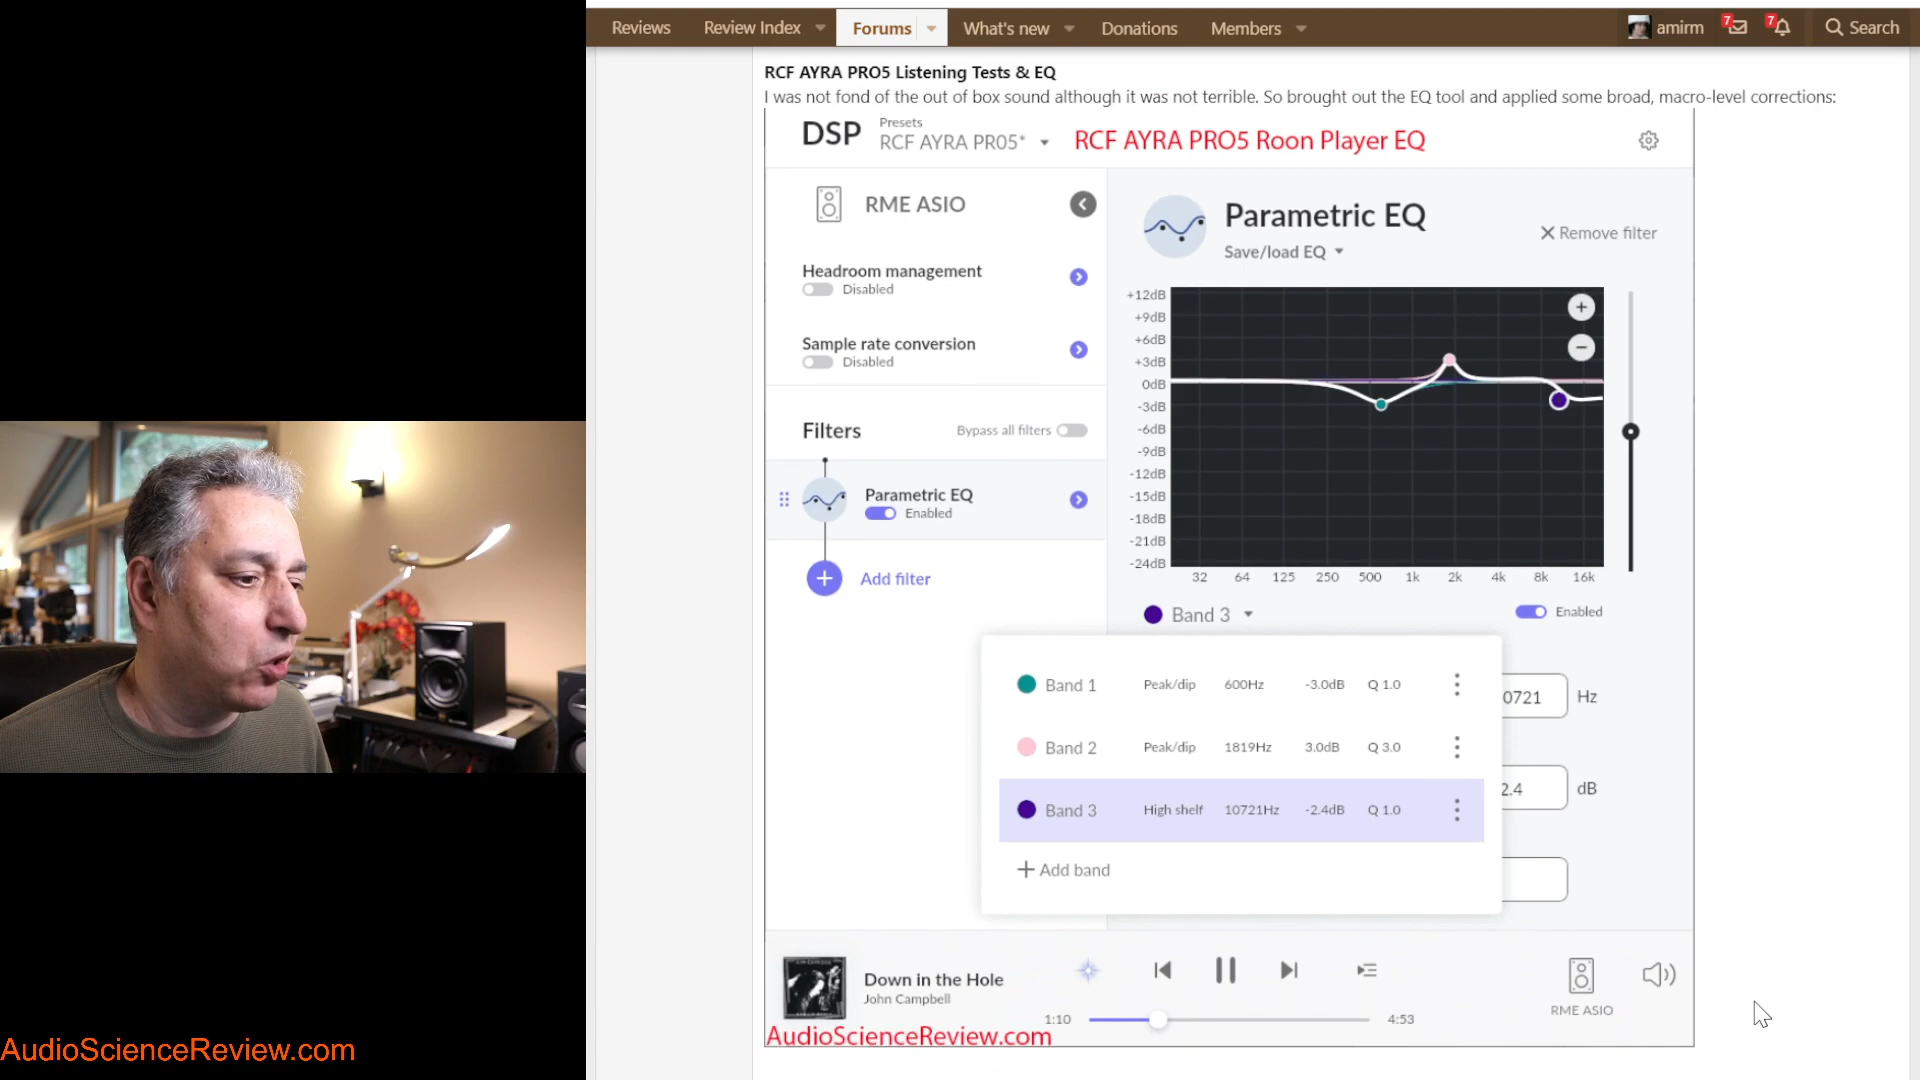 Reviews Review Index Forums What's new Donations Members 7 7 amirm Search
RCF AYRA PRO5 Listening Tests & EQ
I was not fond of the out of box sound although it was not terrible. So brought out the EQ tool and applied some broad, macro-level corrections:
DSP Presets
RCF AYRA PR05* RCF AYRA PRO5 Roon Player EQ
RME ASIO
Headroom management
Disabled
Sample rate conversion
Disabled
Filters Bypass all filters
Parametric EQ
Enabled
Add filter
Parametric EQ
Save/load EQ
Remove filter
+12dB
+9dB
+6dB
+3dB
0dB
-3dB
-6dB
-9dB
-12dB
-15dB
-18dB
-21dB
-24dB
32 64 125 250 500 1k 2k 4k 8k 16k
Band 3 Enabled
Band 1 Peak/dip 600Hz -3.0dB Q 1.0
Band 2 Peak/dip 1819Hz 3.0dB Q 3.0
Band 3 High shelf 10721Hz -2.4dB Q 1.0
Add band
0721 Hz
2.4 dB
Down in the Hole
John Campbell
1:10 4:53
RME ASIO
AudioScienceReview.com
AudioScienceReview.com